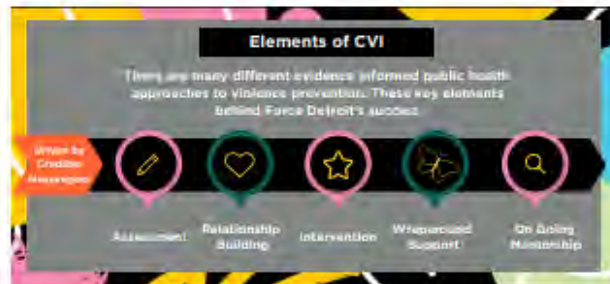 Elements of CVI
There are many different evidence informed public health
approaches to violence prevention. These key elements
behind Force Detroit's success
Driven by
Credible
Messengers
Assessment
Relationship
Building
Intervention
Wraparound
Support
On Going
Mentorship